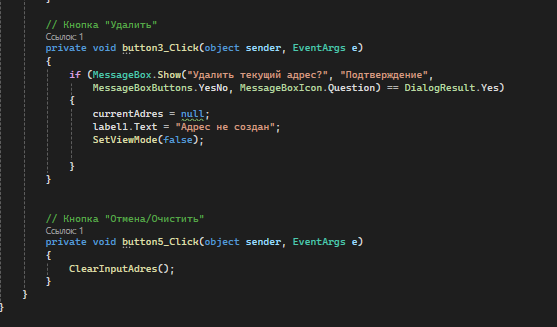 }
// Кнопка "Удалить"
Ссылок: 1
private void button3_Click(object sender, EventArgs e)
{
if (MessageBox.Show("Удалить текущий адрес?", "Подтверждение",
MessageBoxButtons.YesNo, MessageBoxIcon.Question) == DialogResult.Yes)
{
currentAdres = null;
label1.Text = "Адрес не создан";
SetViewMode(false);
}
}
// Кнопка "Отмена/Очистить"
Ссылок: 1
private void button5_Click(object sender, EventArgs e)
{
ClearInputAdres();
}
}
}